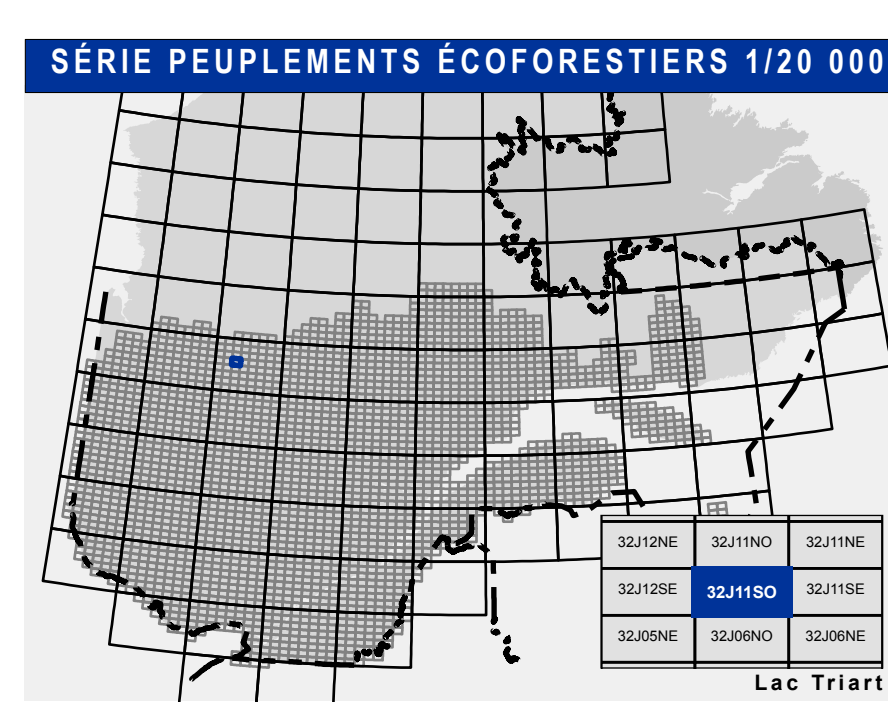 SÉRIE PEUPLEMENTS ÉCOFORESTIERS 1/20 000
32J12NE 32J11NO 32J11NE
32J12SE 32J11SO 32J11SE
32J05NE 32J06NO 32J06NE
Lac Triart